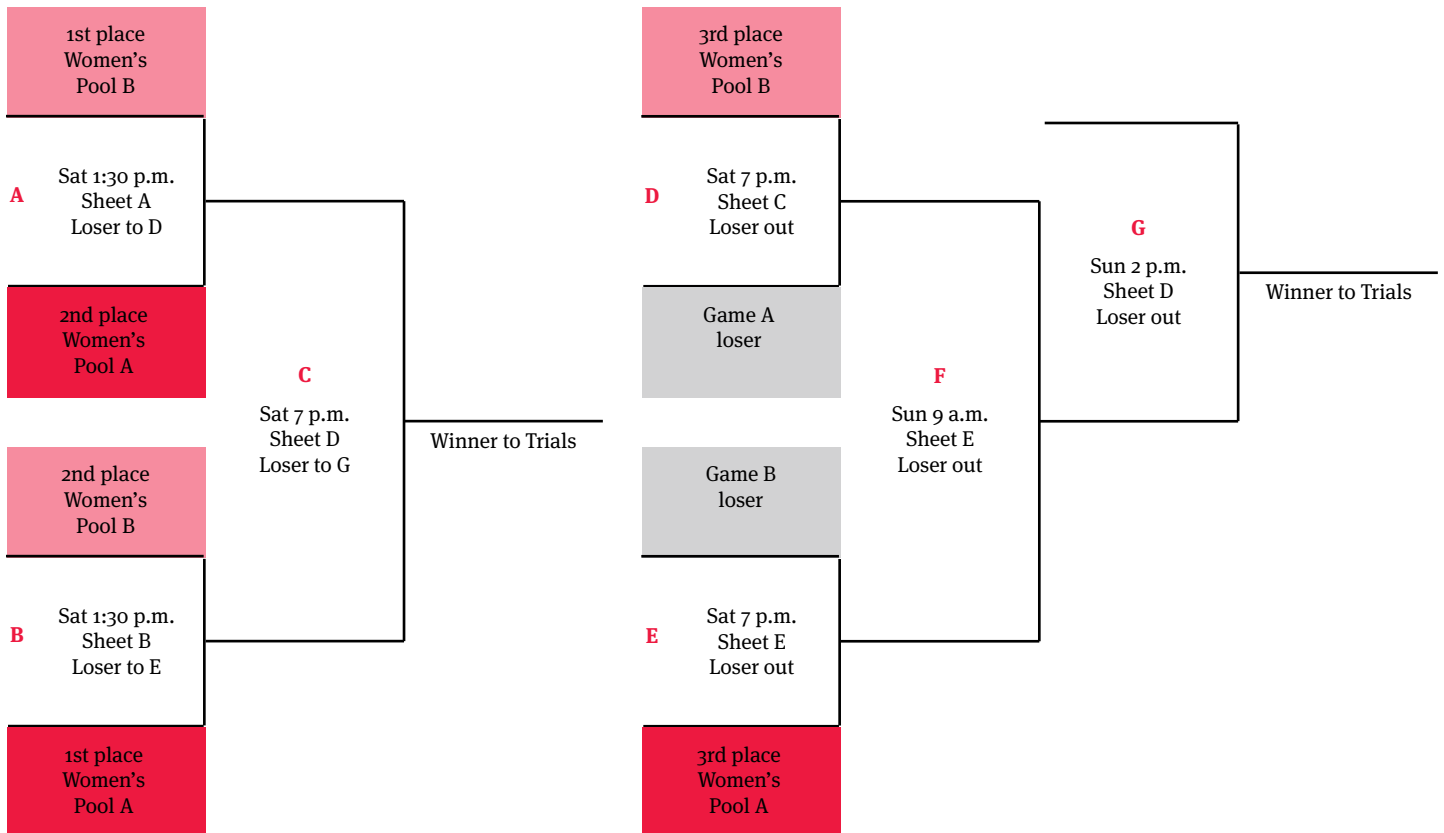 1st place
Women's
Pool B
A
Sat 1:30 p.m.
Sheet A
Loser to D
2nd place
Women's
Pool A
C
Sat 7 p.m.
Sheet D
Loser to G
Winner to Trials
2nd place
Women's
Pool B
B
Sat 1:30 p.m.
Sheet B
Loser to E
1st place
Women's
Pool A
3rd place
Women's
Pool B
D
Sat 7 p.m.
Sheet C
Loser out
Game A
loser
F
Sun 9 a.m.
Sheet E
Loser out
Game B
loser
E
Sat 7 p.m.
Sheet E
Loser out
3rd place
Women's
Pool A
G
Sun 2 p.m.
Sheet D
Loser out
Winner to Trials